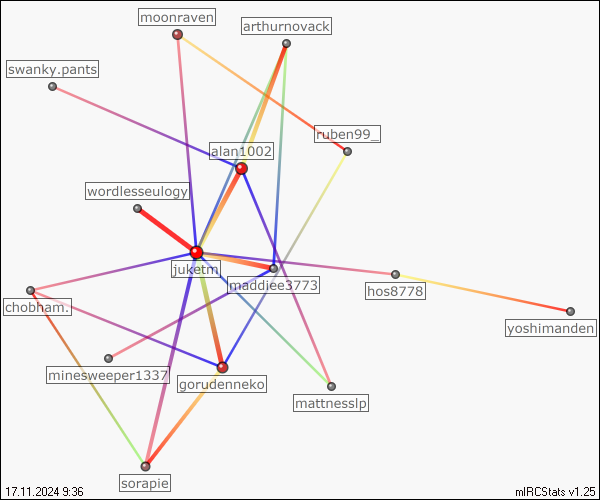 moonraven
arthurnovack
swanky.pants
ruben99_
alan1002
wordlesseulogy
juketm
maddiee3773
hos8778
chobham.
yoshimanden
minesweeper1337
gorudenneko
mattnesslp
sorapie
17.11.2024 9:36
mIRCStats v1.25